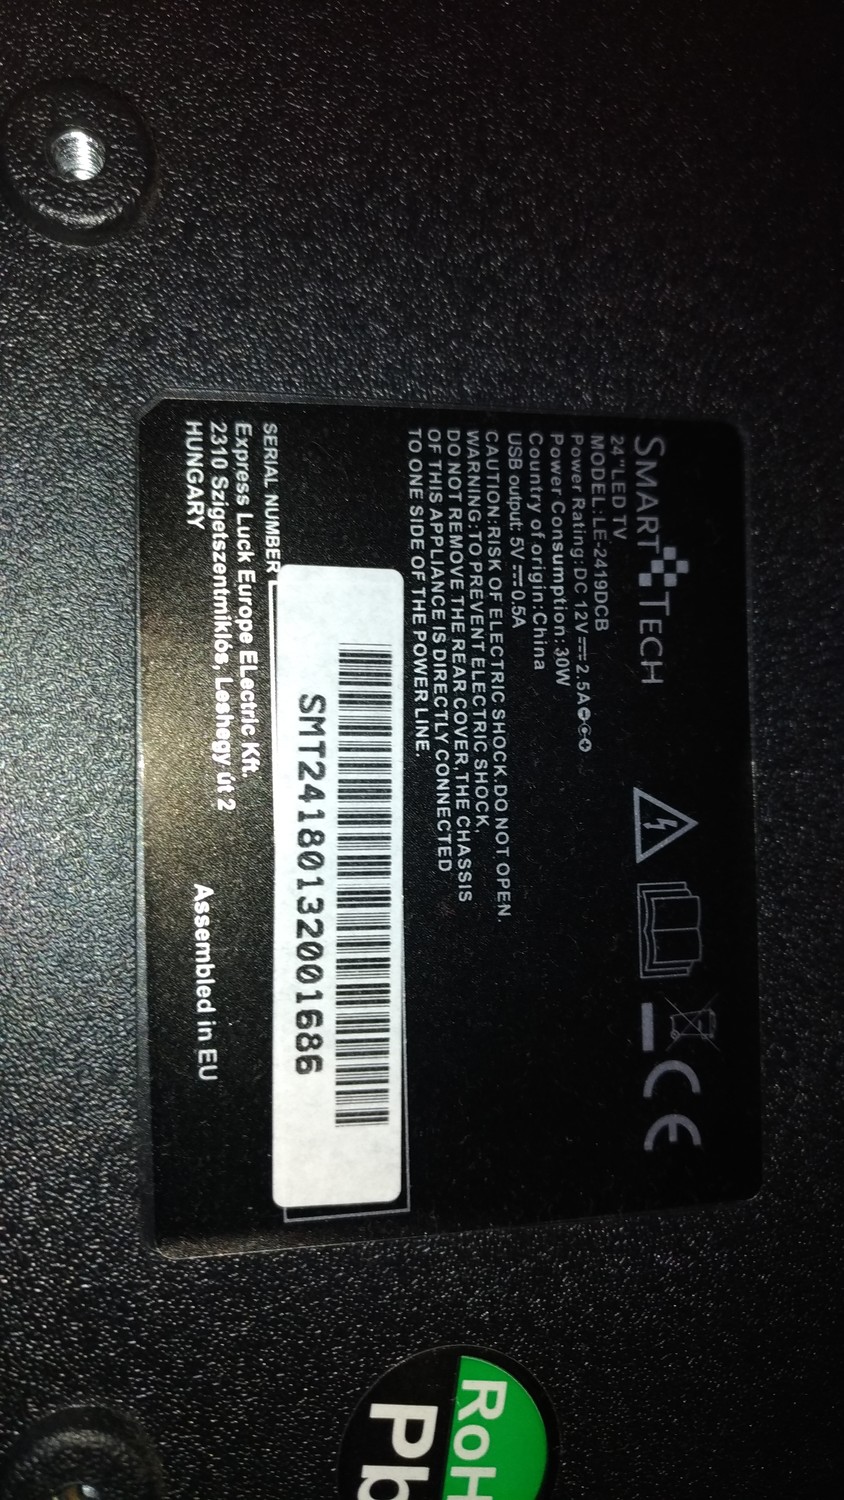 SMART TECH
24"LED TV
MODEL:LE-2419DCB
Power Rating:DC 12V⎓2.5A
Power Consumption:30W
Country of origin:China
USB output: 5V⎓0.5A
CAUTION:RISK OF ELECTRIC SHOCK.DO NOT OPEN.
WARNING:TO PREVENT ELECTRIC SHOCK,
DO NOT REMOVE THE REAR COVER,THE CHASSIS
OF THIS APPLIANCE IS DIRECTLY CONNECTED
TO ONE SIDE OF THE POWER LINE.
CE
SMT24180132001686
SERIAL NUMBER
Express Luck Europe ELectric Kft.
2310 Szigetszentmiklós, Leshegy út 2
HUNGARY
Assembled in EU
RoH
Pb